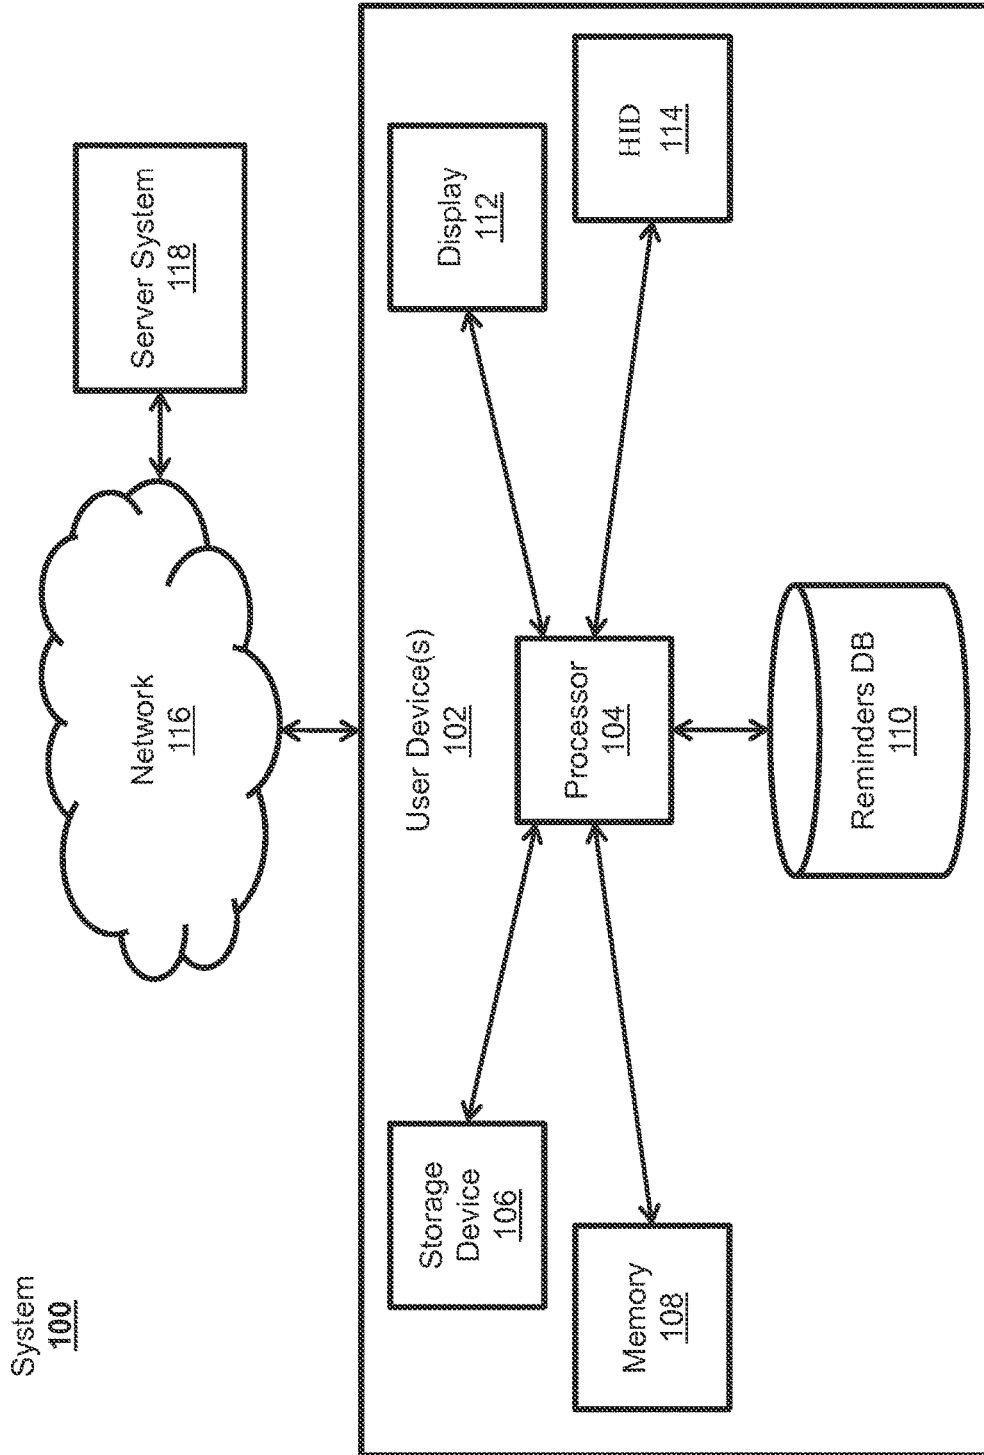 System
100
Network
116
Server System
118
User Device(s)
102
Storage
Device
106
Display
112
Memory
108
Processor
104
HID
114
Reminders DB
110